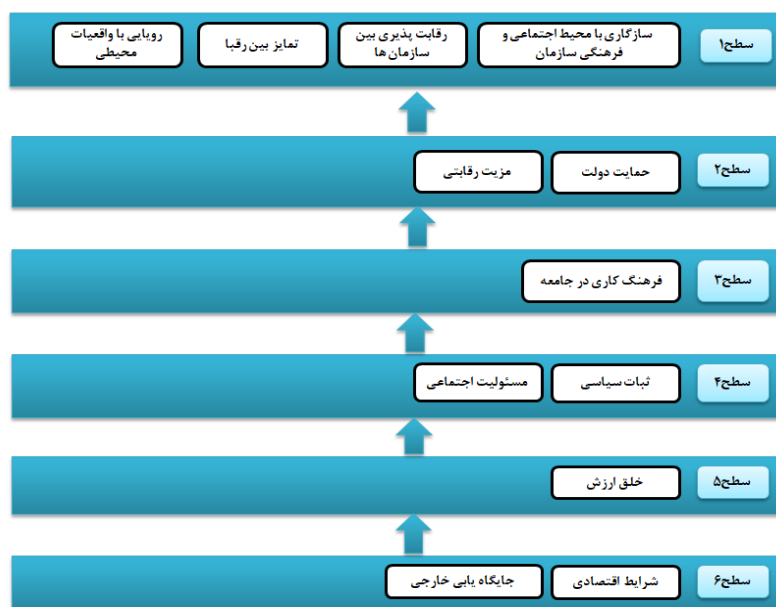 سطح۱
سازگاری با محیط اجتماعی و
فرهنگی سازمان
رقابت پذیری بین
سازمان ها
تمایز بین رقبا
رویایی با واقعیات
محیطی
سطح۲
حمایت دولت
مزیت رقابتی
سطح۳
فرهنگ کاری در جامعه
سطح۴
ثبات سیاسی
مسئولیت اجتماعی
سطح۵
خلق ارزش
سطح۶
شرایط اقتصادی
جایگاه یابی خارجی